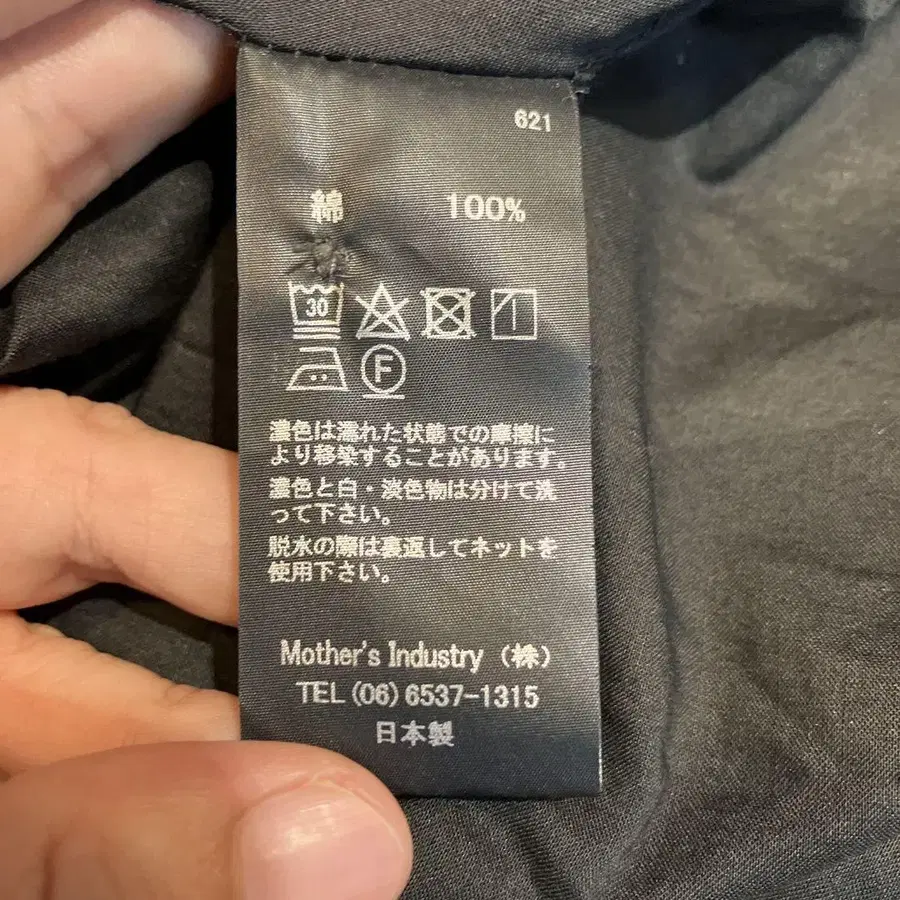 621
綿 100%
30
F
濃色は濡れた状態での摩擦に
より移染することがあります。
濃色と白・淡色物は分けて洗
って下さい。
脱水の際は裏返してネットを
使用下さい。
Mother's Industry (株)
TEL(06)6537-1315
日本製